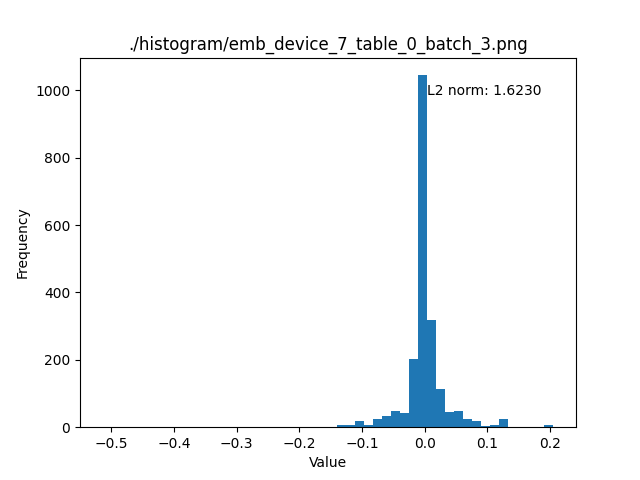 ./histogram/emb_device_7_table_0_batch_3.png
L2 norm: 1.6230
1000
800
600
400
200
0
Frequency
−0.5 −0.4 −0.3 −0.2 −0.1 0.0 0.1 0.2
Value